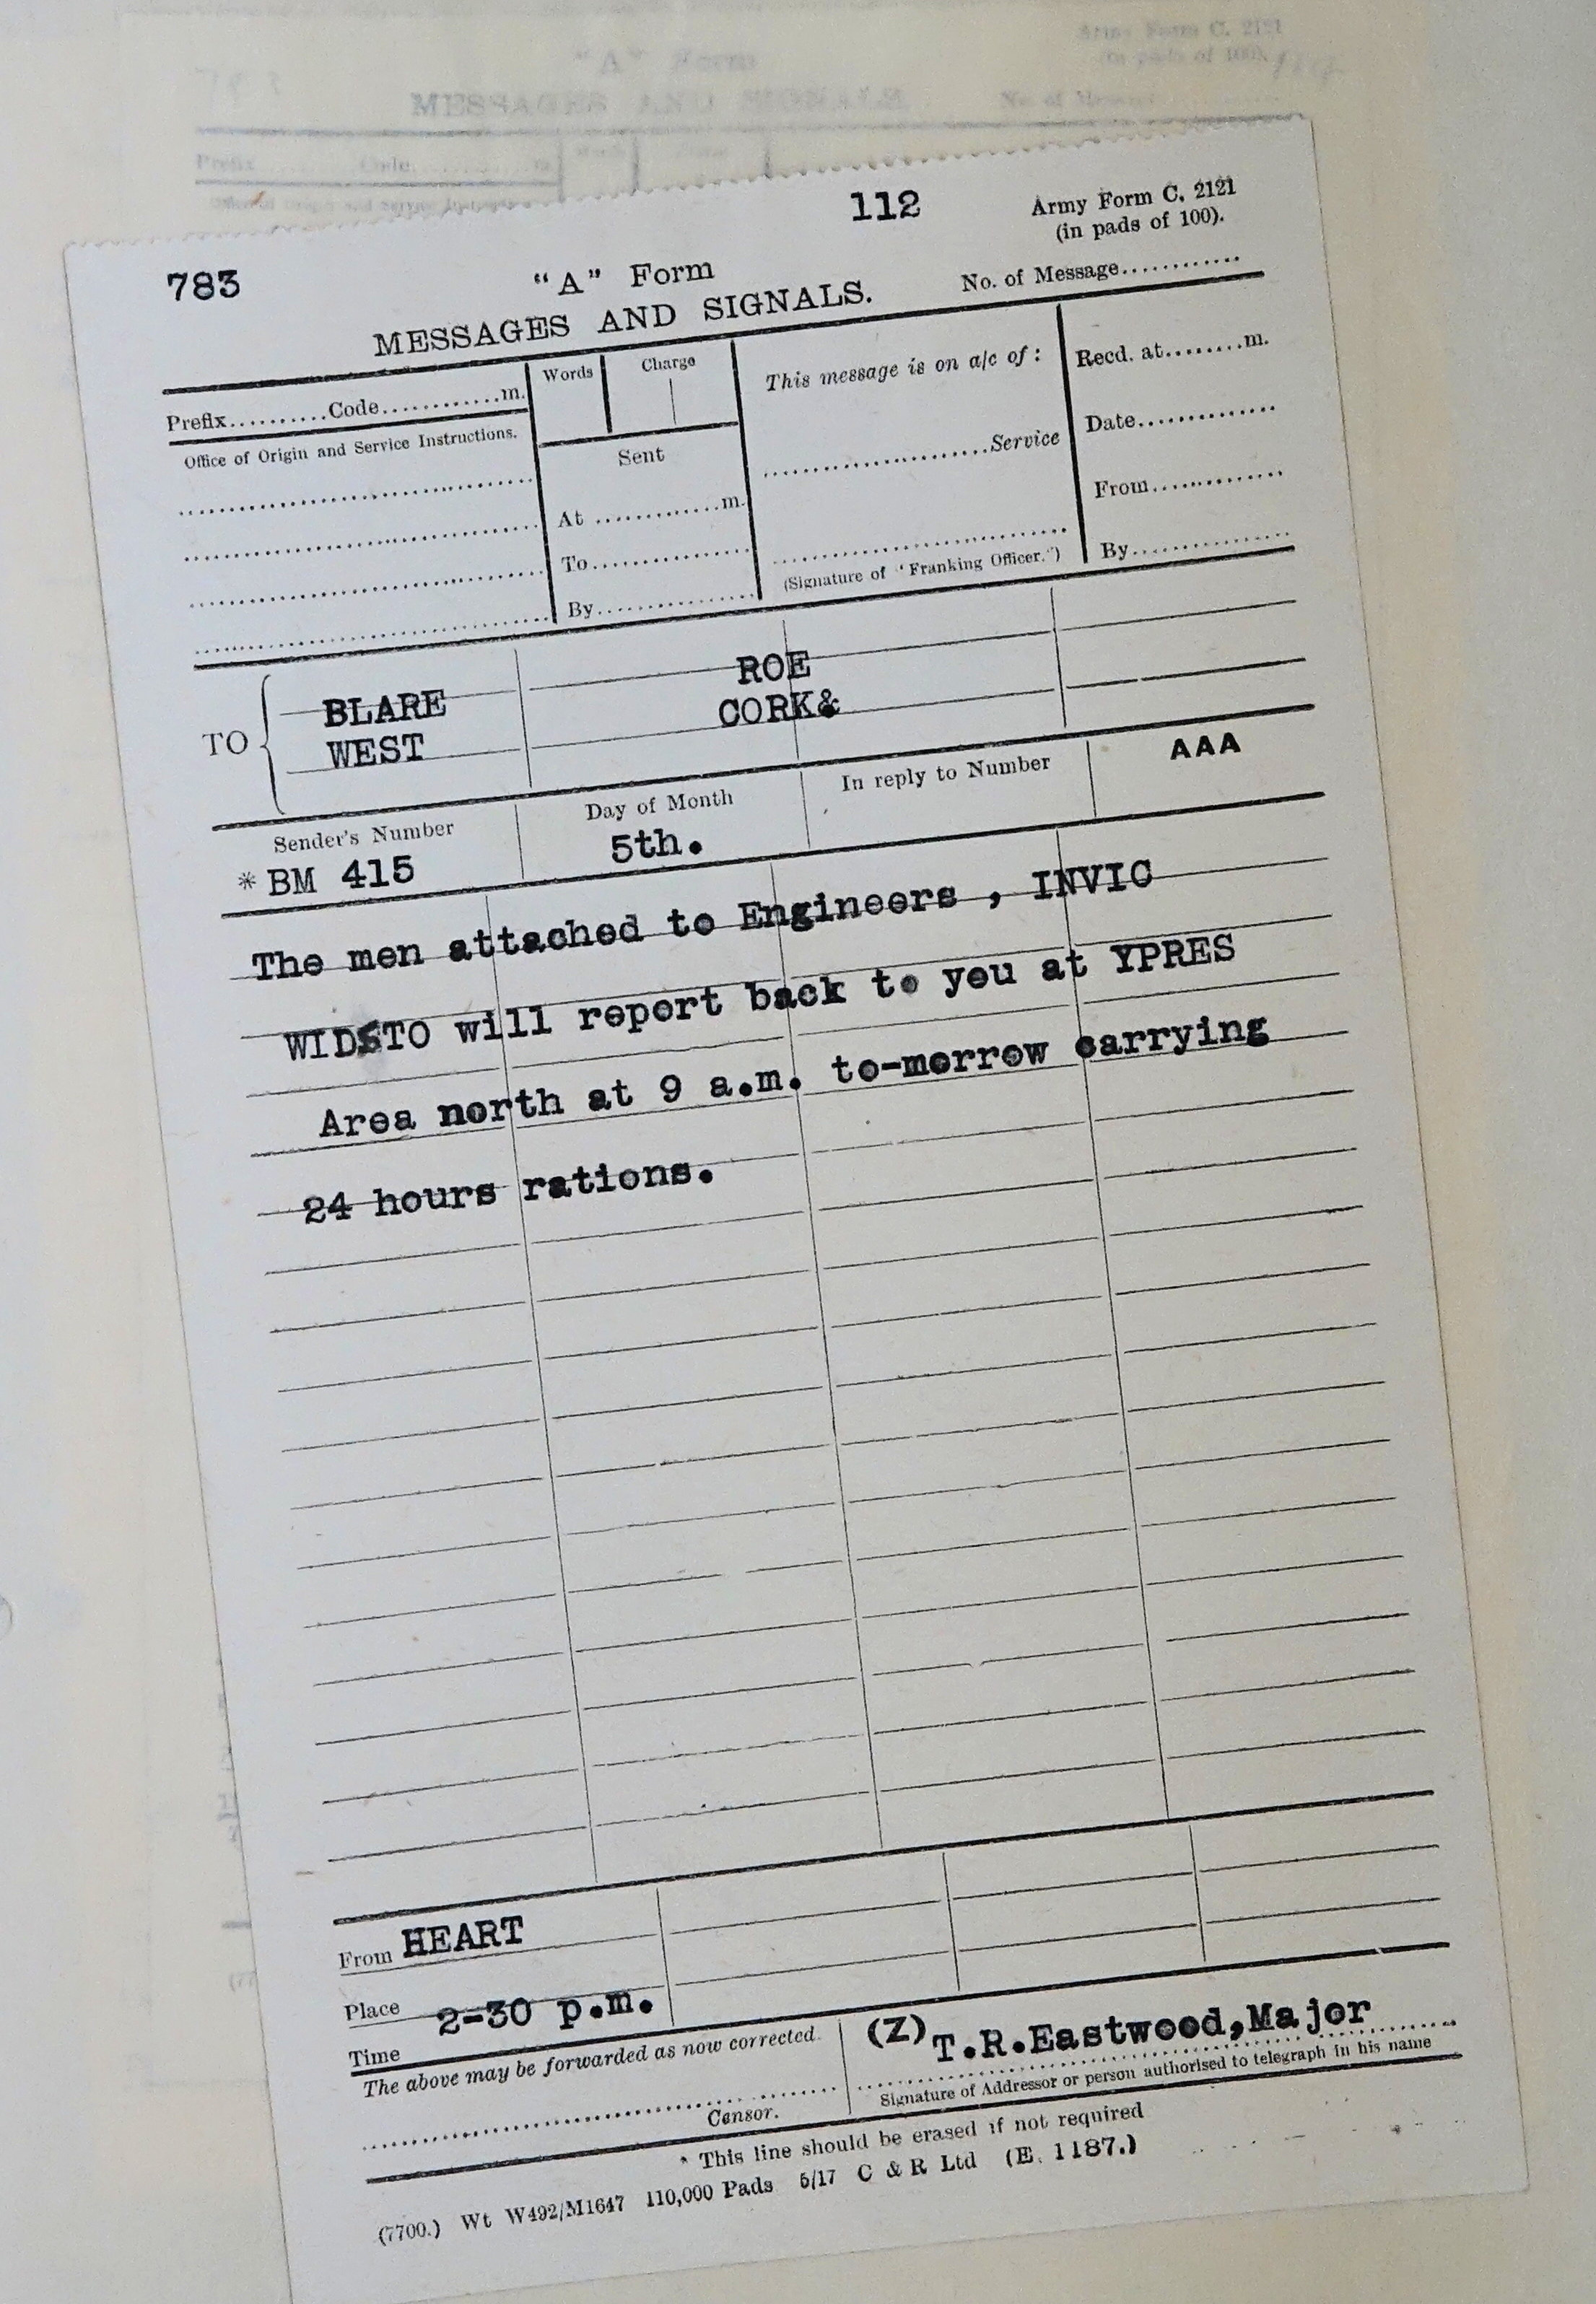 112
Army Form C. 2121
(in pads of 100).
783
"A" Form
MESSAGES AND SIGNALS.
No. of Message............
Prefix..........Code............m.
Words
Charge
This message is on a/c of :
Recd. at........m.
Office of Origin and Service Instructions.
Sent
Date.............
........................Service
At ............m.
From.............
To...............
(Signature of "Franking Officer.")
By................
By................
TO
BLARE
ROE
WEST
CORK&
Sender's Number
Day of Month
In reply to Number
AAA
* BM 415
5th.
The men attached to Engineers , INVIC
WIDSTO will report back to you at YPRES
Area north at 9 a.m. to-morrow carrying
24 hours rations.
From HEART
Place
2-30 p.m.
Time
The above may be forwarded as now corrected.
(Z)
T.R.Eastwood,Major
Censor.
Signature of Addressor or person authorised to telegraph in his name
* This line should be erased if not required
(7700.) Wt W492/M1647 110,000 Pads 5/17 C & R Ltd (E. 1187.)